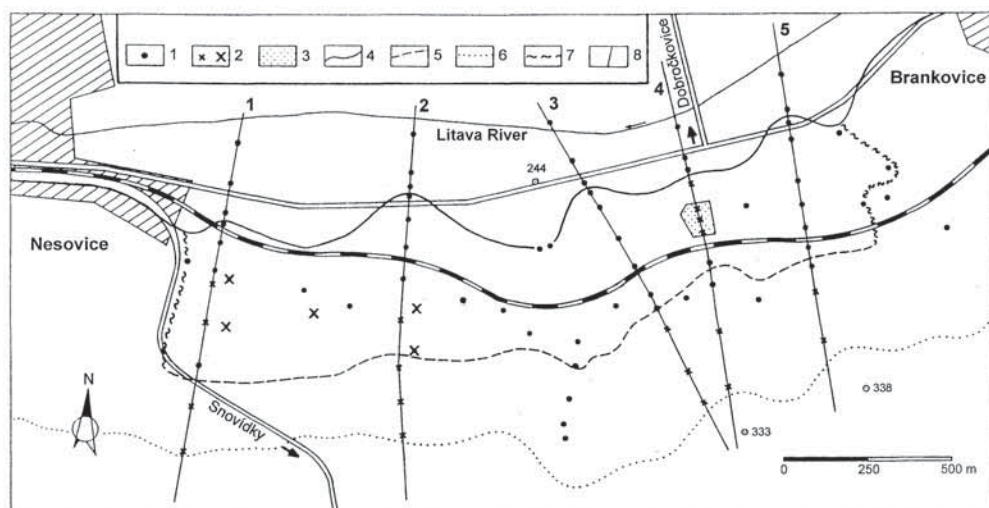 1 2 3 4 5 6 7 8
5
Brankovice
4
Dobročkovice
1
2
3
Litava River
244
Nesovice
N
Snovídky
338
333
0 250 500 m